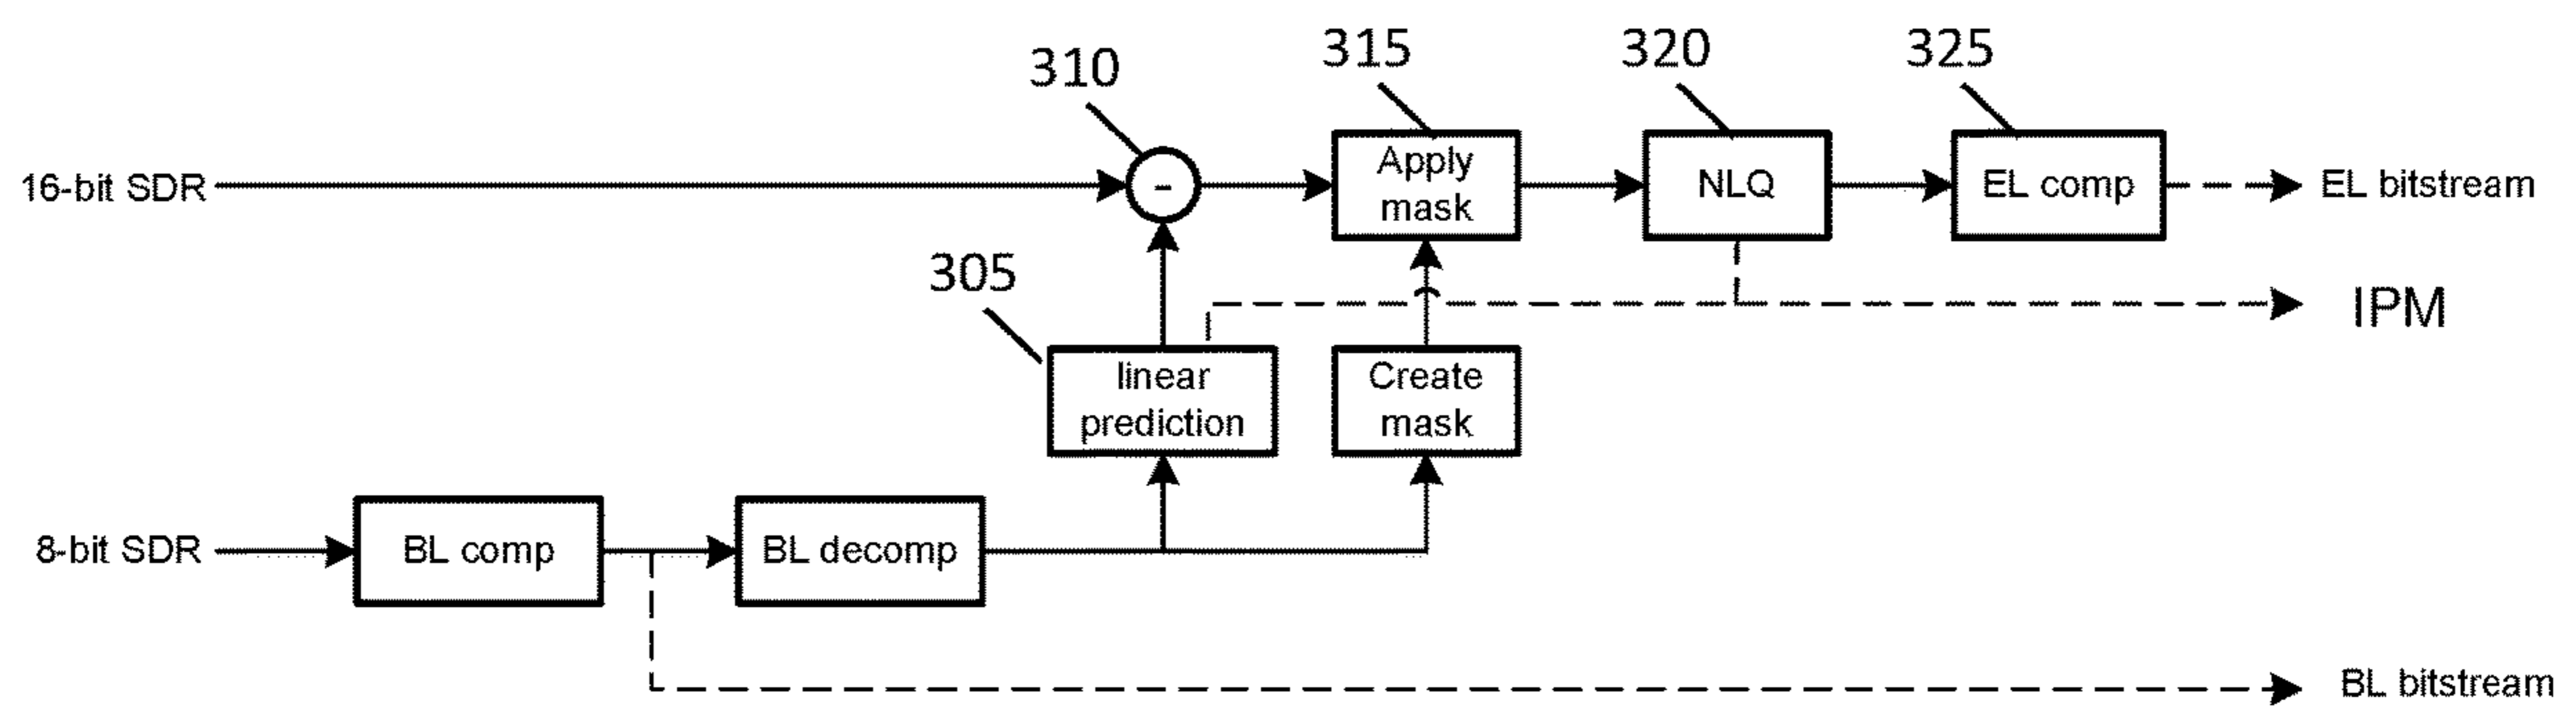 315
320
325
310
Apply
mask
16-bit SDR
-
NLQ
EL comp
EL bitstream
305
IPM
linear
prediction
Create
mask
8-bit SDR
BL comp
BL decomp
BL bitstream